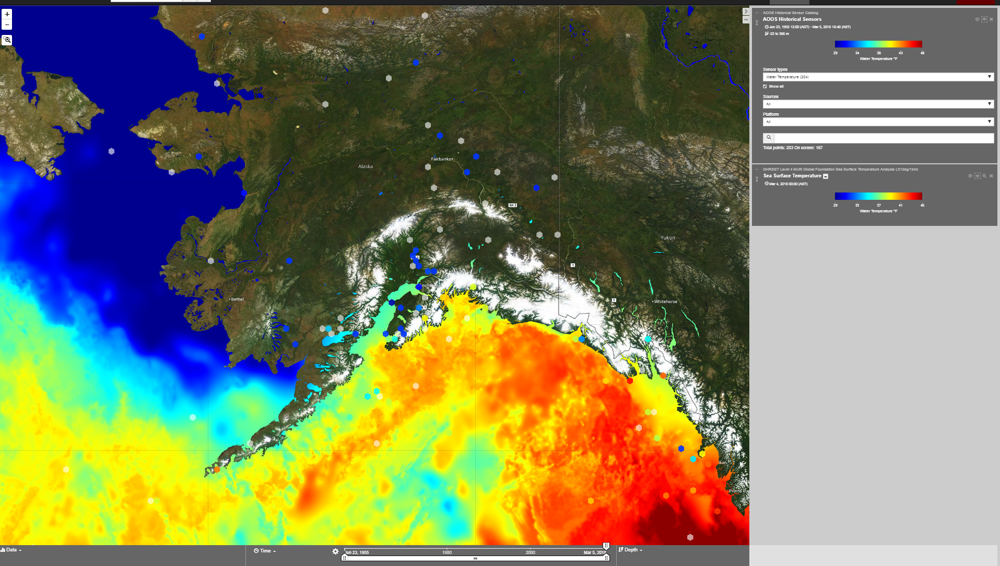 +
−
Alaska
Fairbanks
AK 2
Yukon
1
Bethel
1
Whitehorse
AOOS Historical Sensor Catalog
AOOS Historical Sensors
Jun 23, 1955 12:00 (ADT) - Mar 5, 2018 18:40 (AST)
-23 to 366 m
29 34 38 43 48
Water Temperature °F
Sensor types
Water Temperature (204)
Show all
Sources
All
Platform
All
Total points: 203 On screen: 167
GHRSST Level 4 MUR Global Foundation Sea Surface Temperature Analysis (.01deg/1km)
Sea Surface Temperature
Mar 4, 2018 00:00 (AST)
29 33 37 41 45
Water Temperature °F
Data
Time
Jun 23, 1955
1980
2000
Mar 5, 2018
Depth